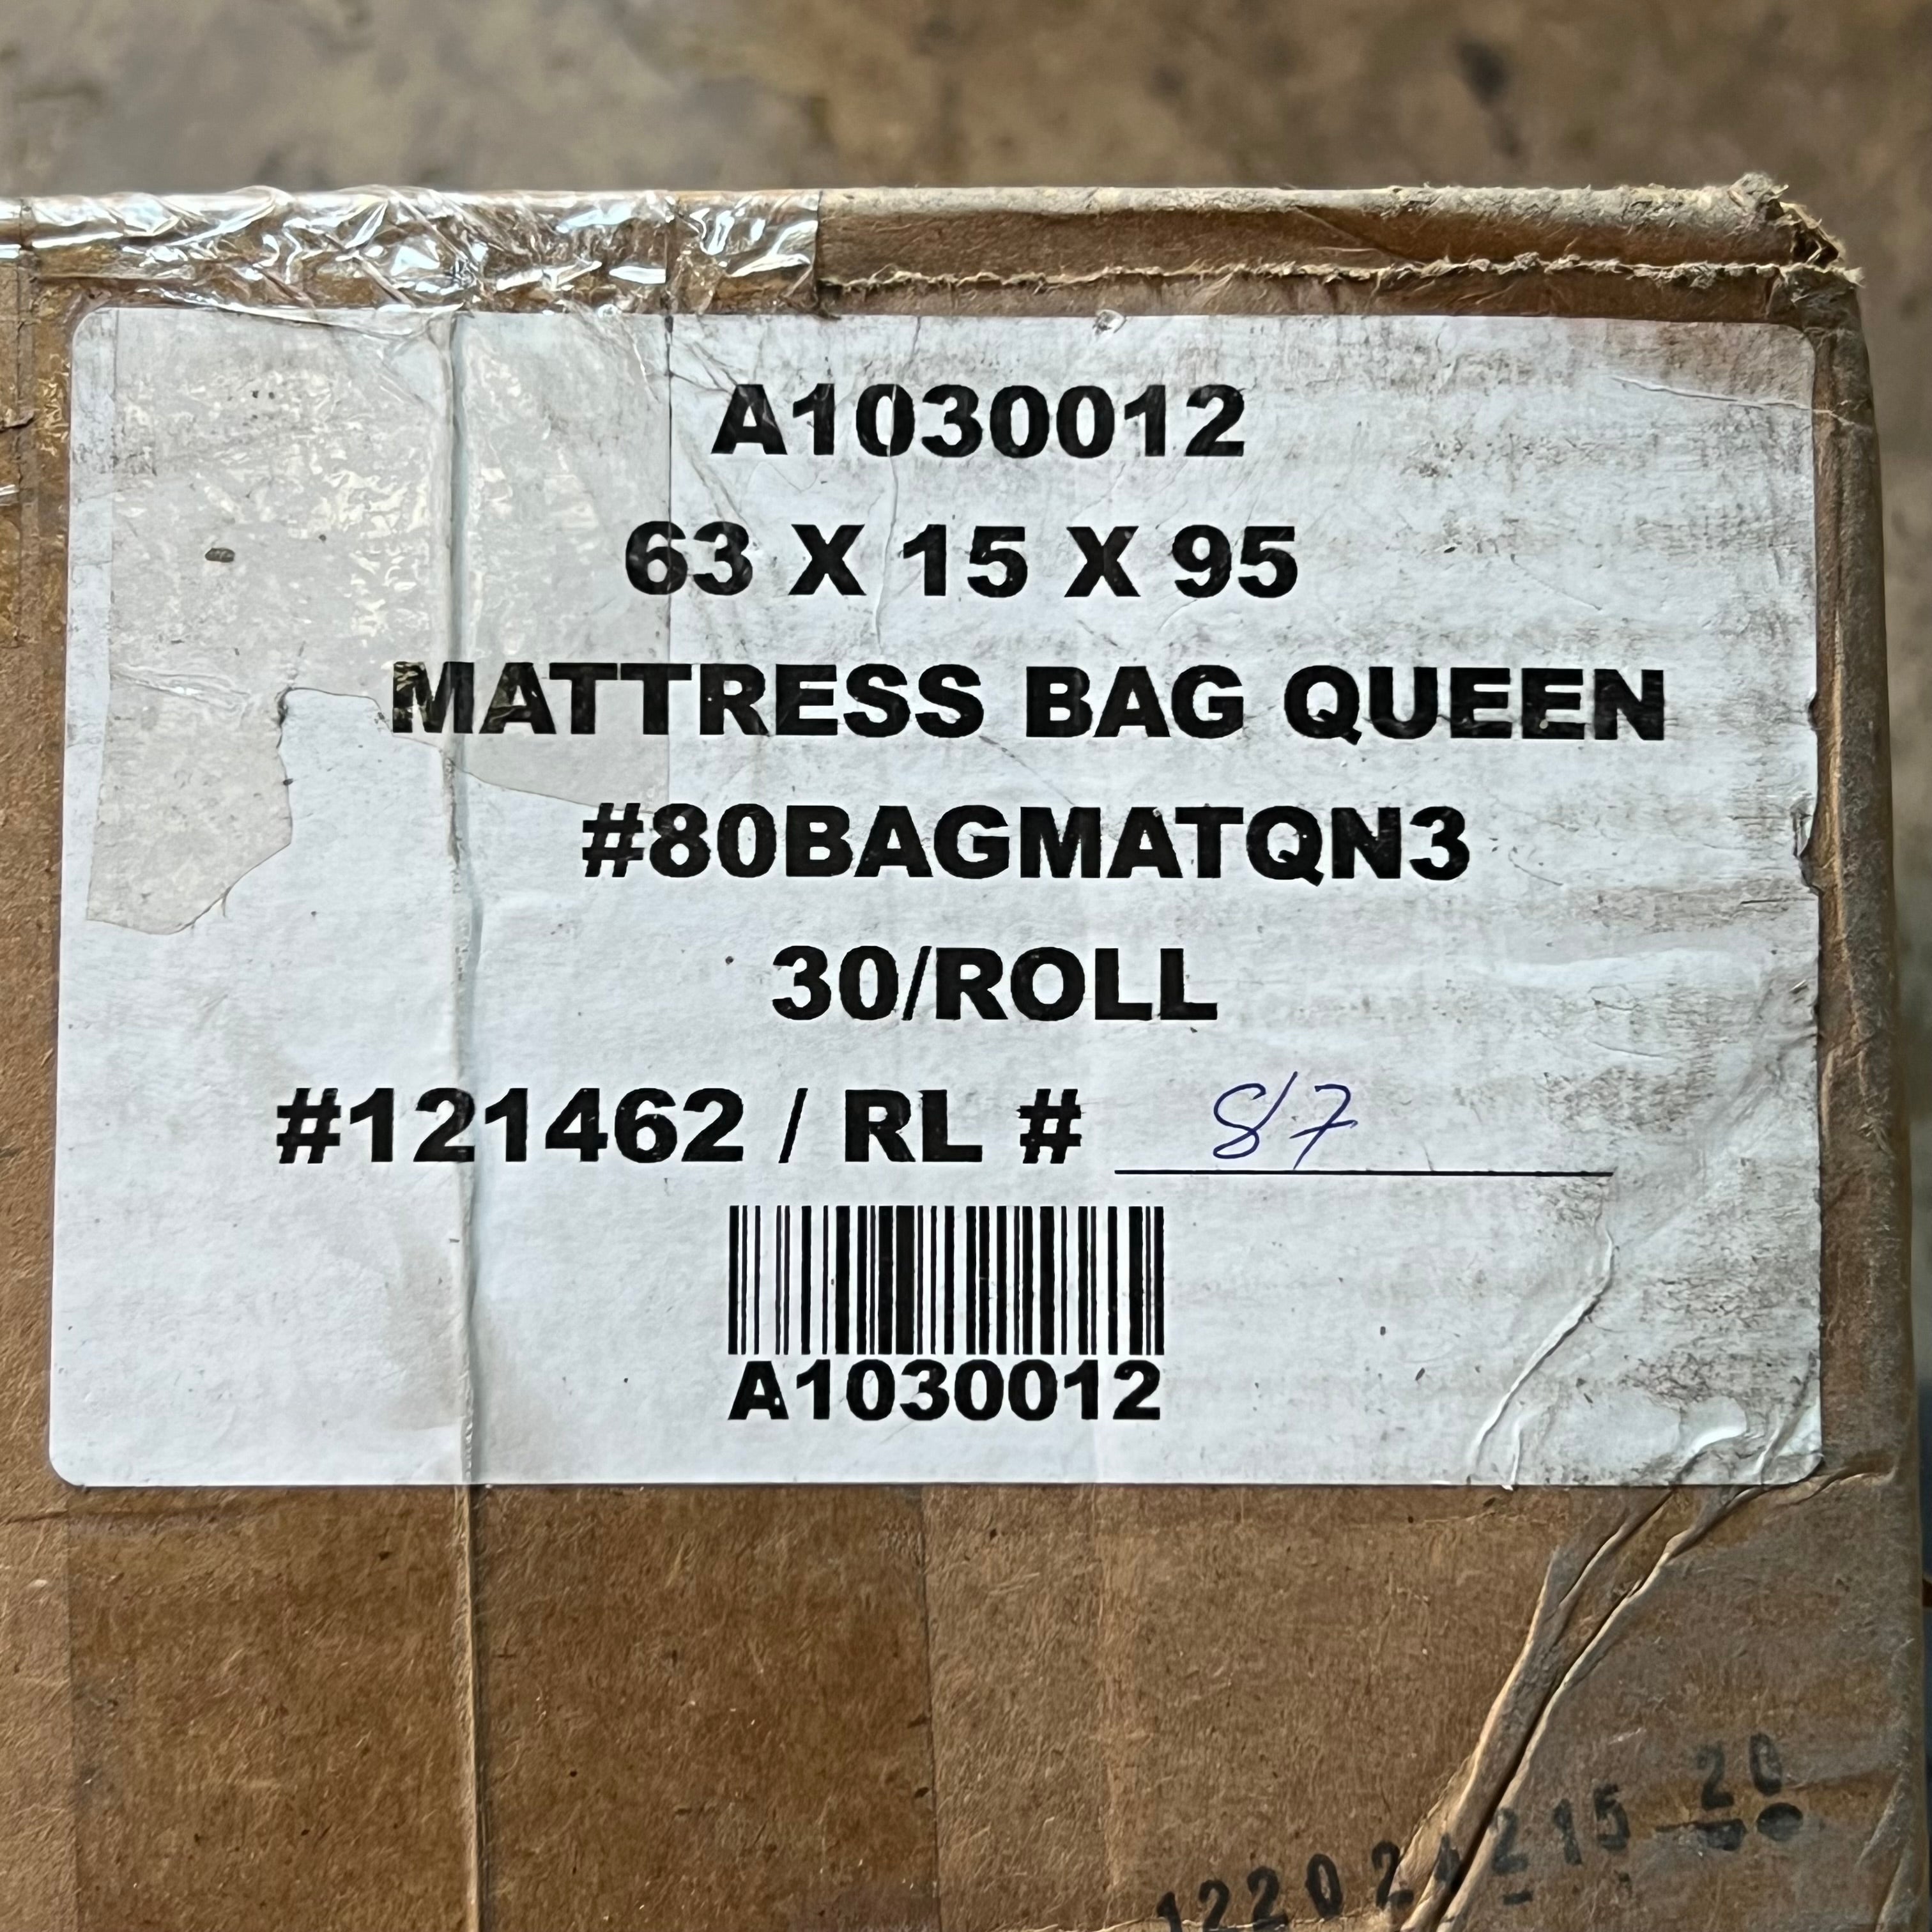 A1030012
63 X 15 X 95
MATTRESS BAG QUEEN
#80BAGMATQN3
30/ROLL
#121462 / RL # 87
A1030012